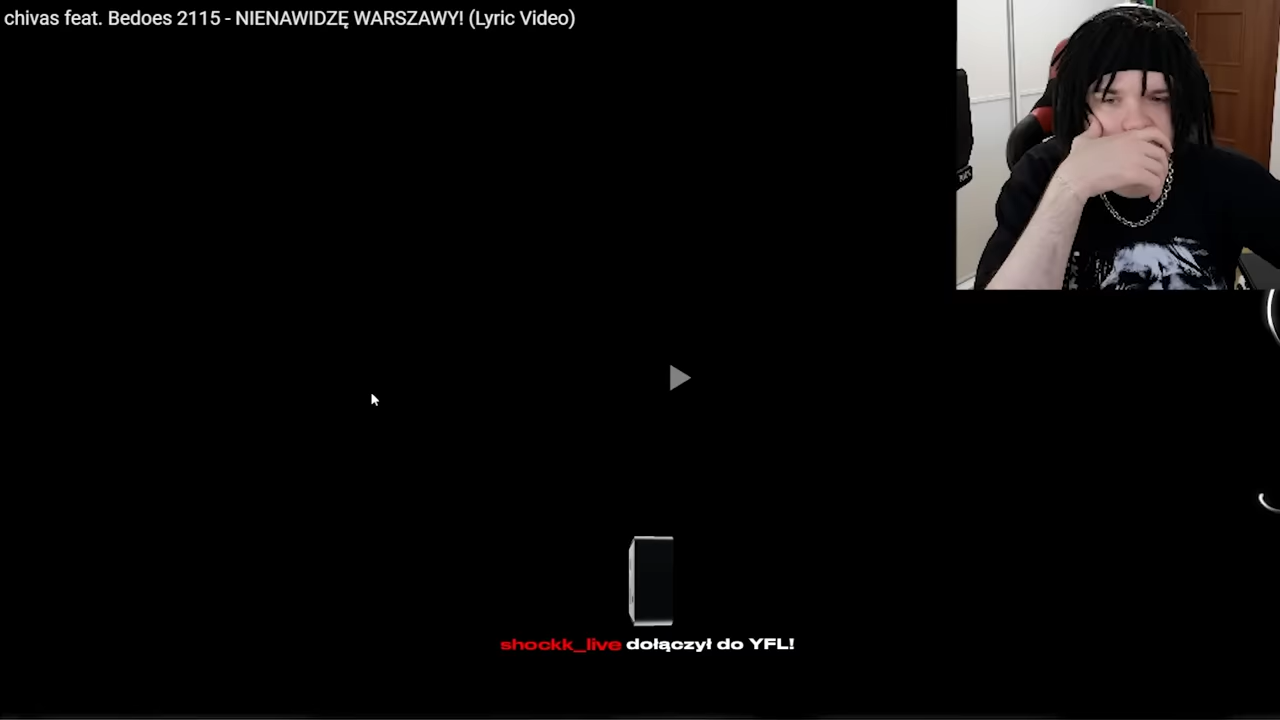 chivas feat. Bedoes 2115 - NIENAWIDZĘ WARSZAWY! (Lyric Video)
shockk_live dołączył do YFL!